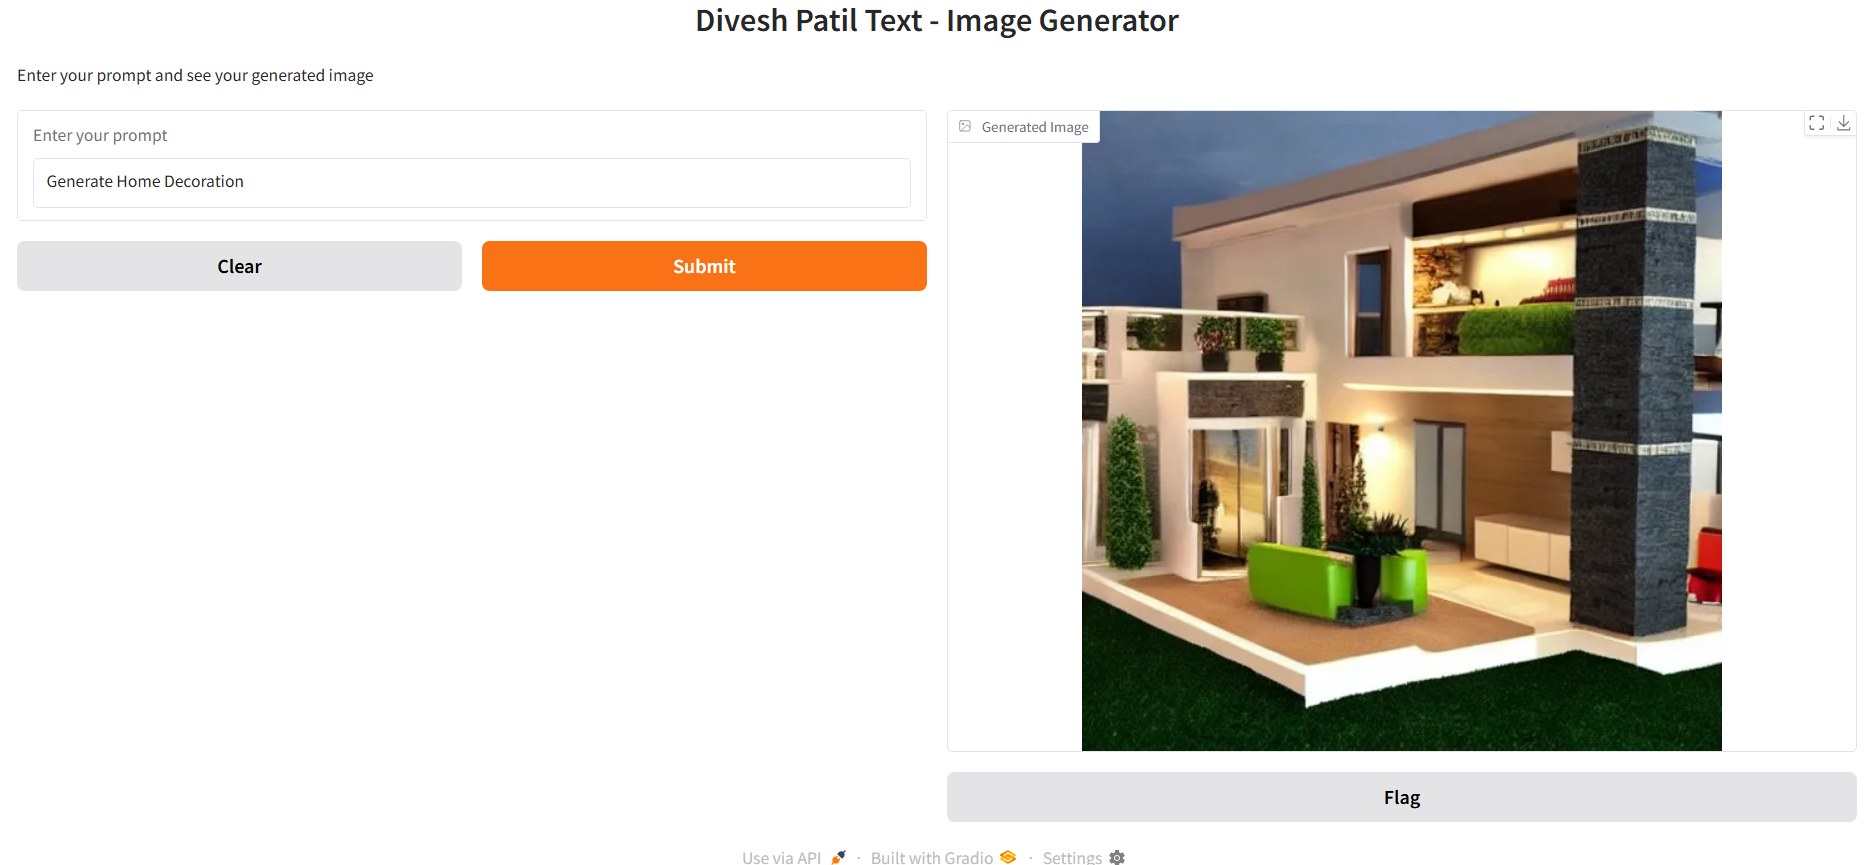 Divesh Patil Text - Image Generator
Enter your prompt and see your generated image
Enter your prompt
Generate Home Decoration
Clear
Submit
Generated Image
Flag
Use via API · Built with Gradio · Settings